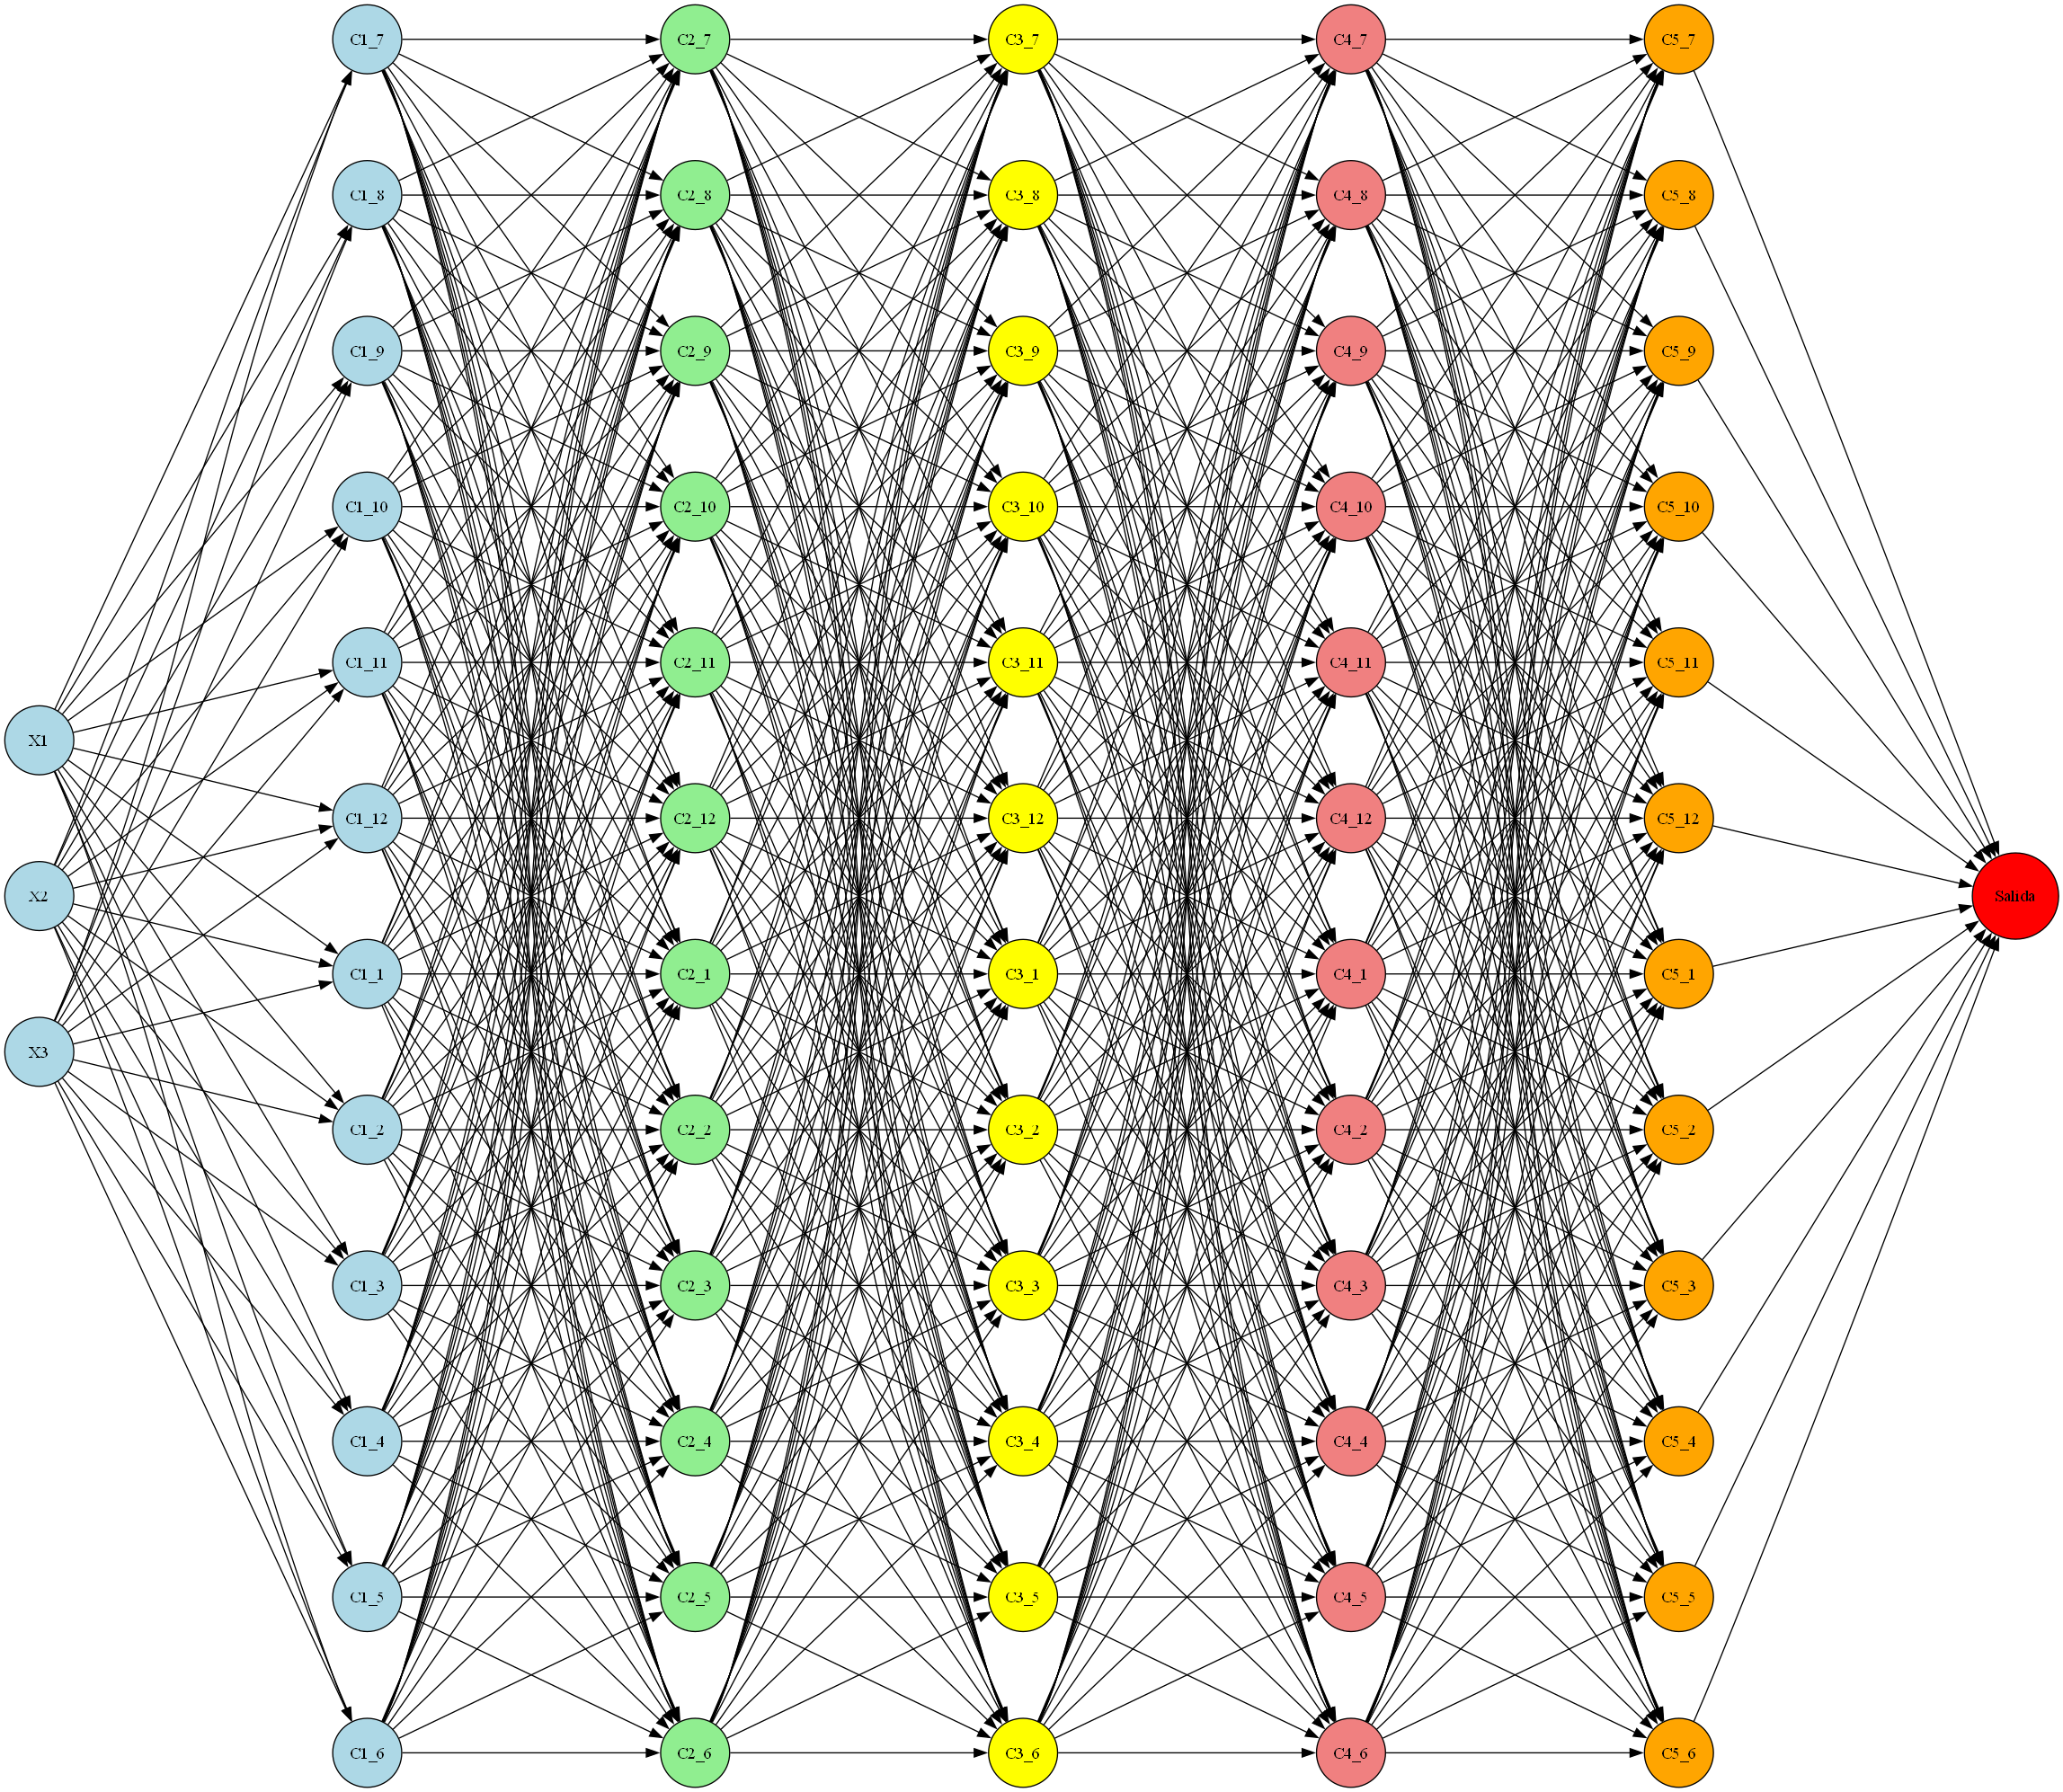 C1_7 C2_7 C3_7 C4_7 C5_7
C1_8 C2_8 C3_8 C4_8 C5_8
C1_9 C2_9 C3_9 C4_9 C5_9
C1_10 C2_10 C3_10 C4_10 C5_10
C1_11 C2_11 C3_11 C4_11 C5_11
X1
C1_12 C2_12 C3_12 C4_12 C5_12
X2 Salida
C1_1 C2_1 C3_1 C4_1 C5_1
X3
C1_2 C2_2 C3_2 C4_2 C5_2
C1_3 C2_3 C3_3 C4_3 C5_3
C1_4 C2_4 C3_4 C4_4 C5_4
C1_5 C2_5 C3_5 C4_5 C5_5
C1_6 C2_6 C3_6 C4_6 C5_6